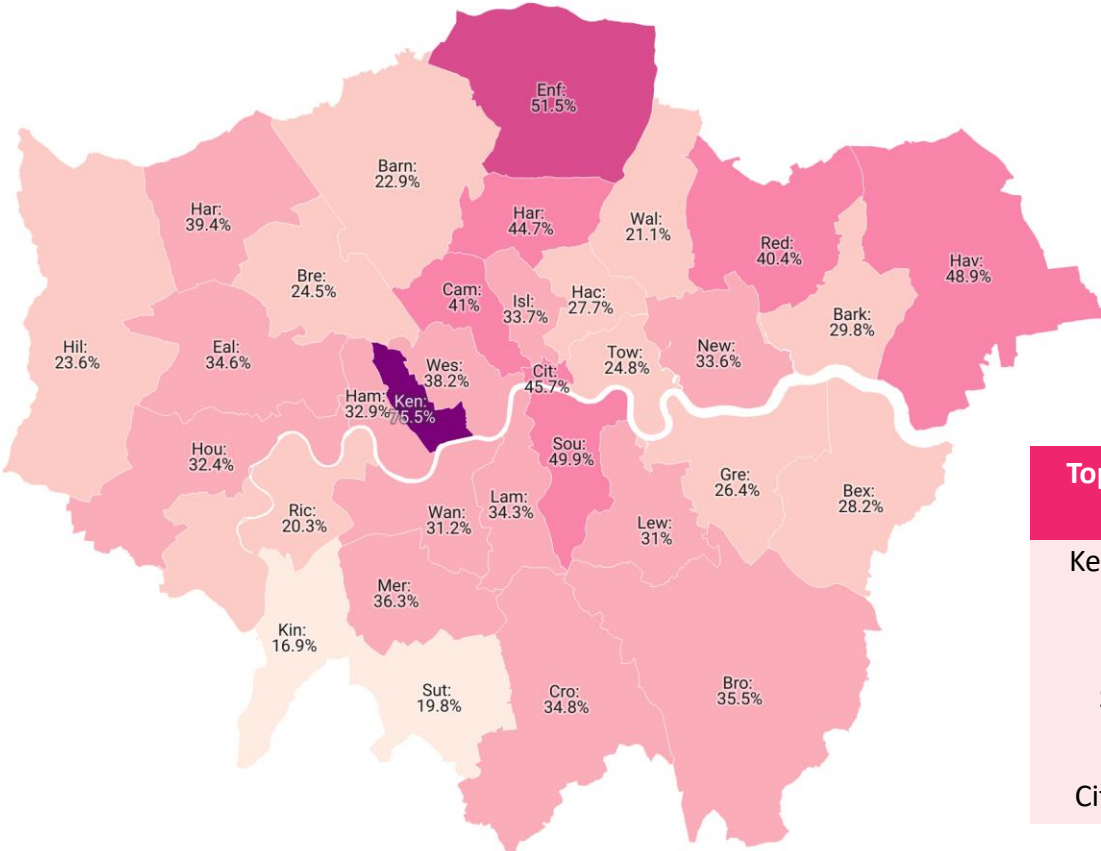 Enf:
51.5%
Barn:
22.9%
Har:
39.4%
Har:
44.7%
Wal:
21.1%
Red:
40.4%
Hav:
48.9%
Bre:
24.5%
Cam:
41%
Isl:
33.7%
Hac:
27.7%
Bark:
29.8%
Hil:
23.6%
Eal:
34.6%
Wes:
38.2%
Cit:
45.7%
Tow:
24.8%
New:
33.6%
Ham:
32.9%
Ken:
75.5%
Hou:
32.4%
Ric:
20.3%
Wan:
31.2%
Lam:
34.3%
Sou:
49.9%
Lew:
31%
Gre:
26.4%
Bex:
28.2%
Mer:
36.3%
Kin:
16.9%
Sut:
19.8%
Cro:
34.8%
Bro:
35.5%
Top
Ke
Cit